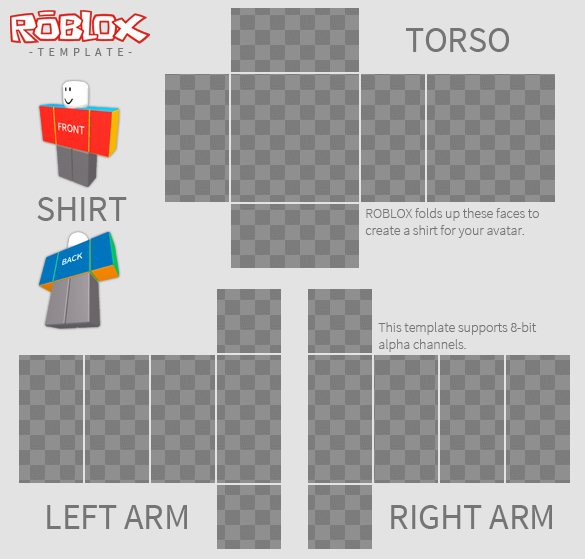 ROBLOX
-TEMPLATE-
TORSO
FRONT
SHIRT
ROBLOX folds up these faces to
create a shirt for your avatar.
BACK
This template supports 8-bit
alpha channels.
LEFT ARM
RIGHT ARM